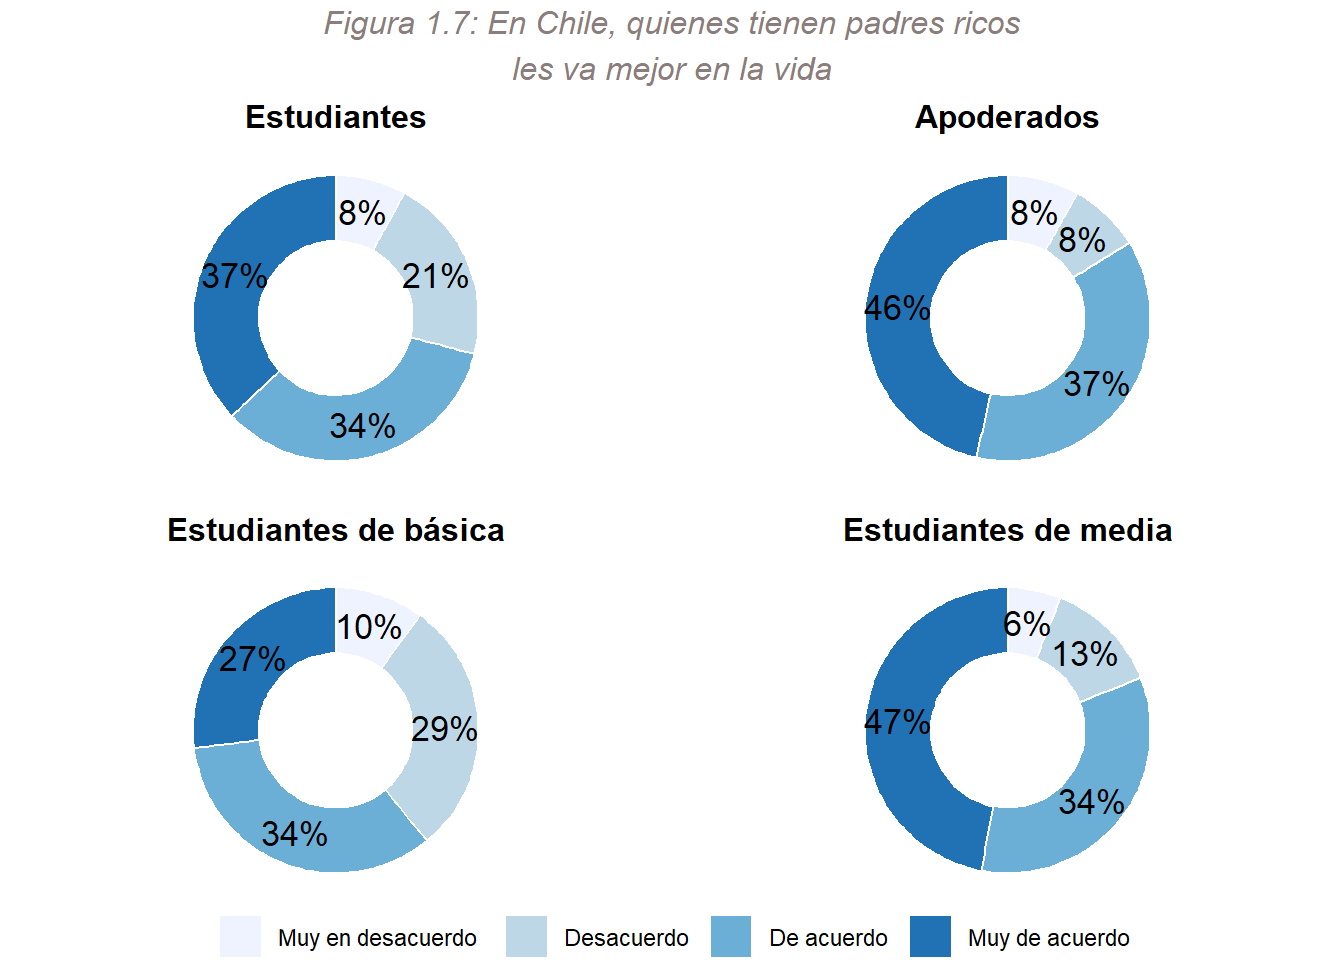 Figura 1.7: En Chile, quienes tienen padres ricos
les va mejor en la vida
Estudiantes
8%
21%
34%
37%
Apoderados
8%
8%
37%
46%
Estudiantes de básica
10%
29%
34%
27%
Estudiantes de media
6%
13%
34%
47%
Muy en desacuerdo
Desacuerdo
De acuerdo
Muy de acuerdo